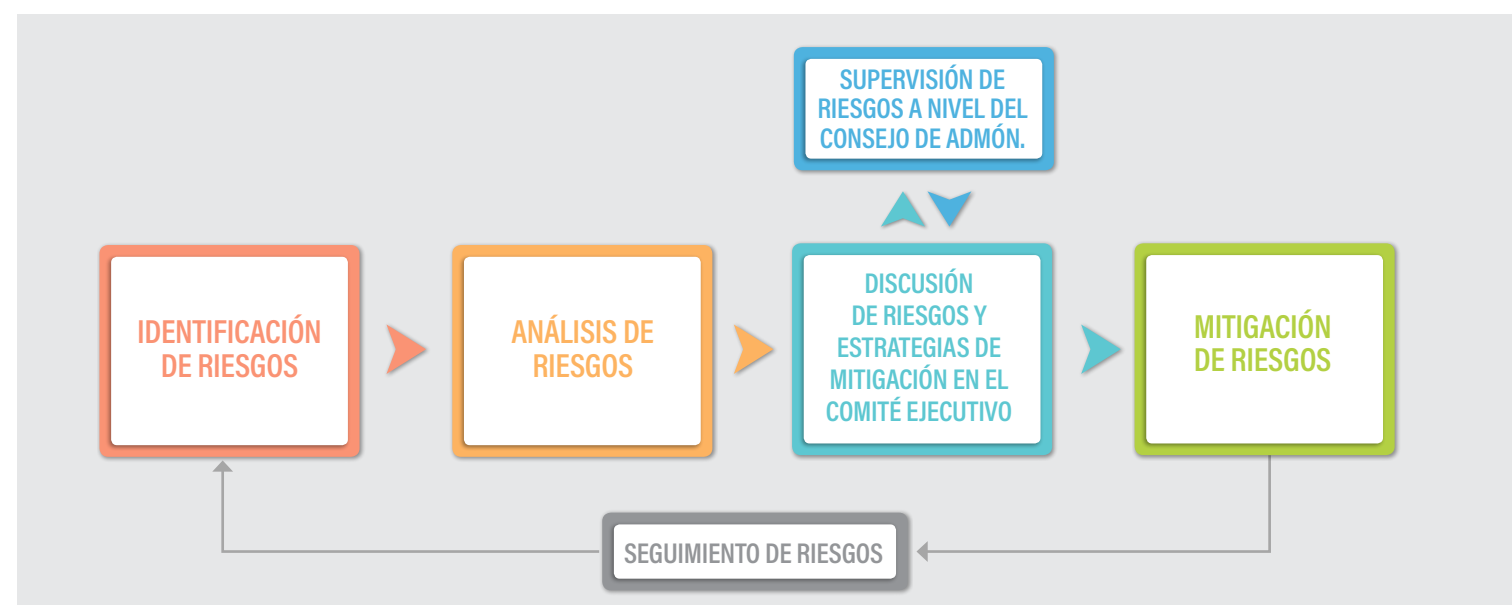 SUPERVISIÓN DE
RIESGOS A NIVEL DEL
CONSEJO DE ADMÓN.
IDENTIFICACIÓN
DE RIESGOS
ANÁLISIS DE
RIESGOS
DISCUSIÓN
DE RIESGOS Y
ESTRATEGIAS DE
MITIGACIÓN EN EL
COMITÉ EJECUTIVO
MITIGACIÓN
DE RIESGOS
SEGUIMIENTO DE RIESGOS